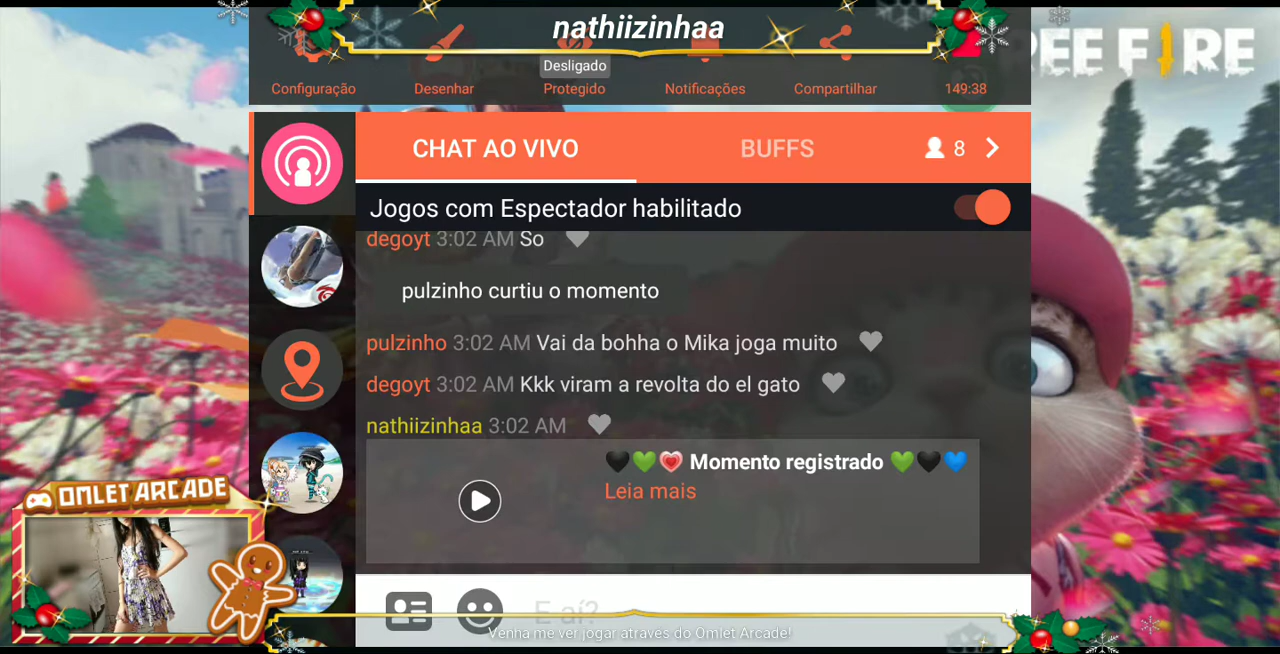 nathiizinhaa
Desligado
Configuração Desenhar Protegido Notificações Compartilhar 149:38
FREE FIRE
CHAT AO VIVO BUFFS 8
Jogos com Espectador habilitado
degoyt 3:02 AM So
pulzinho curtiu o momento
pulzinho 3:02 AM Vai da bohha o Mika joga muito
degoyt 3:02 AM Kkk viram a revolta do el gato
nathiizinhaa 3:02 AM
🖤💚💗 Momento registrado 💚🖤💙
Leia mais
OMLET ARCADE
E aí?
Venha me ver jogar através do Omlet Arcade!